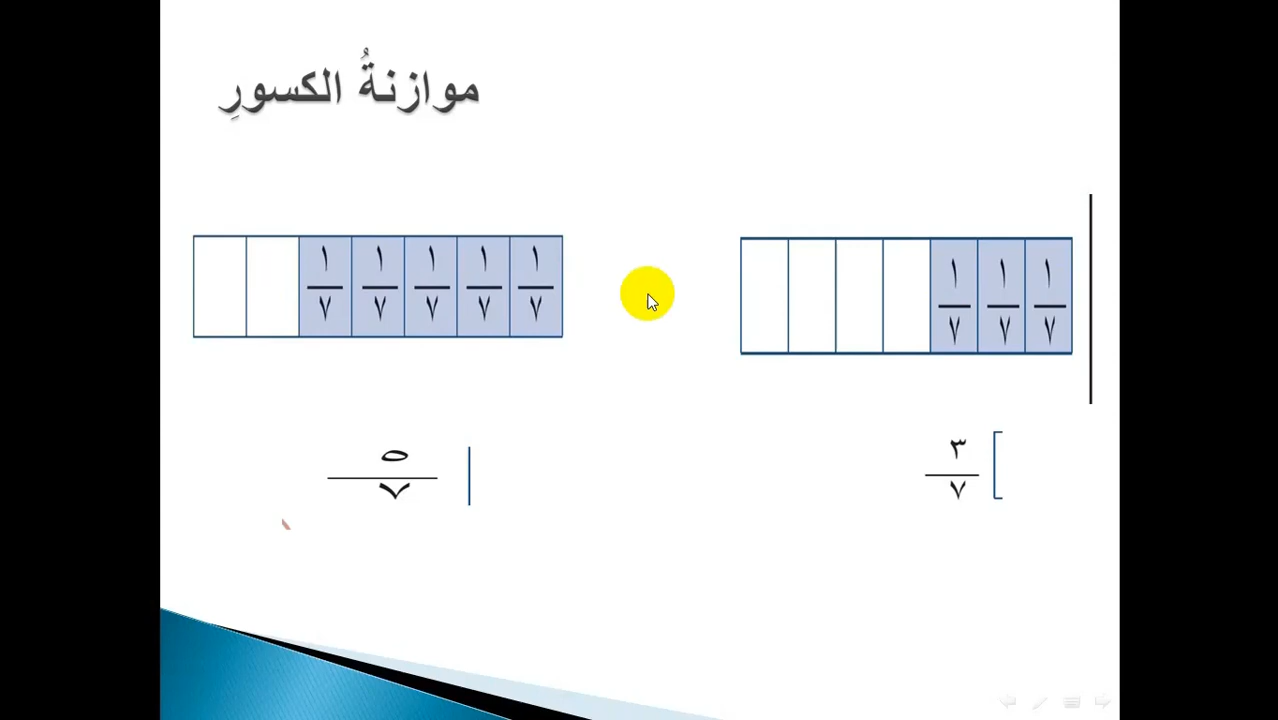 موازنةُ الكسورِ
١ ١ ١
٧ ٧ ٧
١ ١ ١ ١ ١
٧ ٧ ٧ ٧ ٧
٣
٧
٥
٧